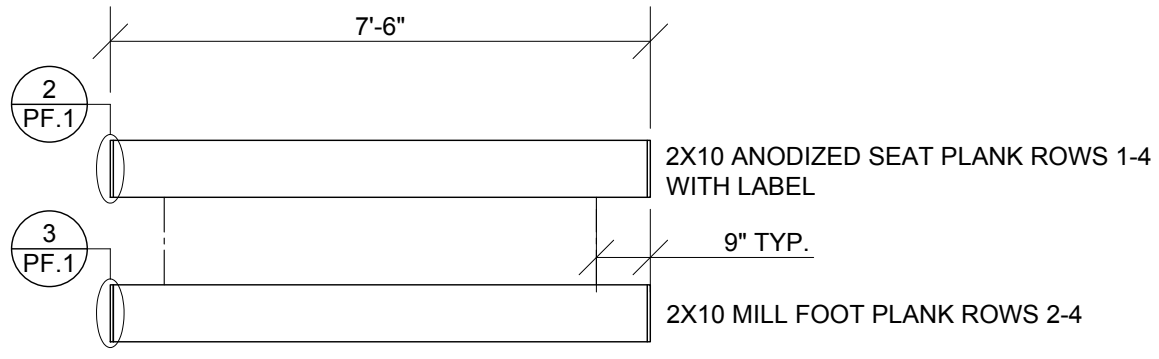 7'-6"
2
PF.1
2X10 ANODIZED SEAT PLANK ROWS 1-4
WITH LABEL
3
PF.1
9" TYP.
2X10 MILL FOOT PLANK ROWS 2-4